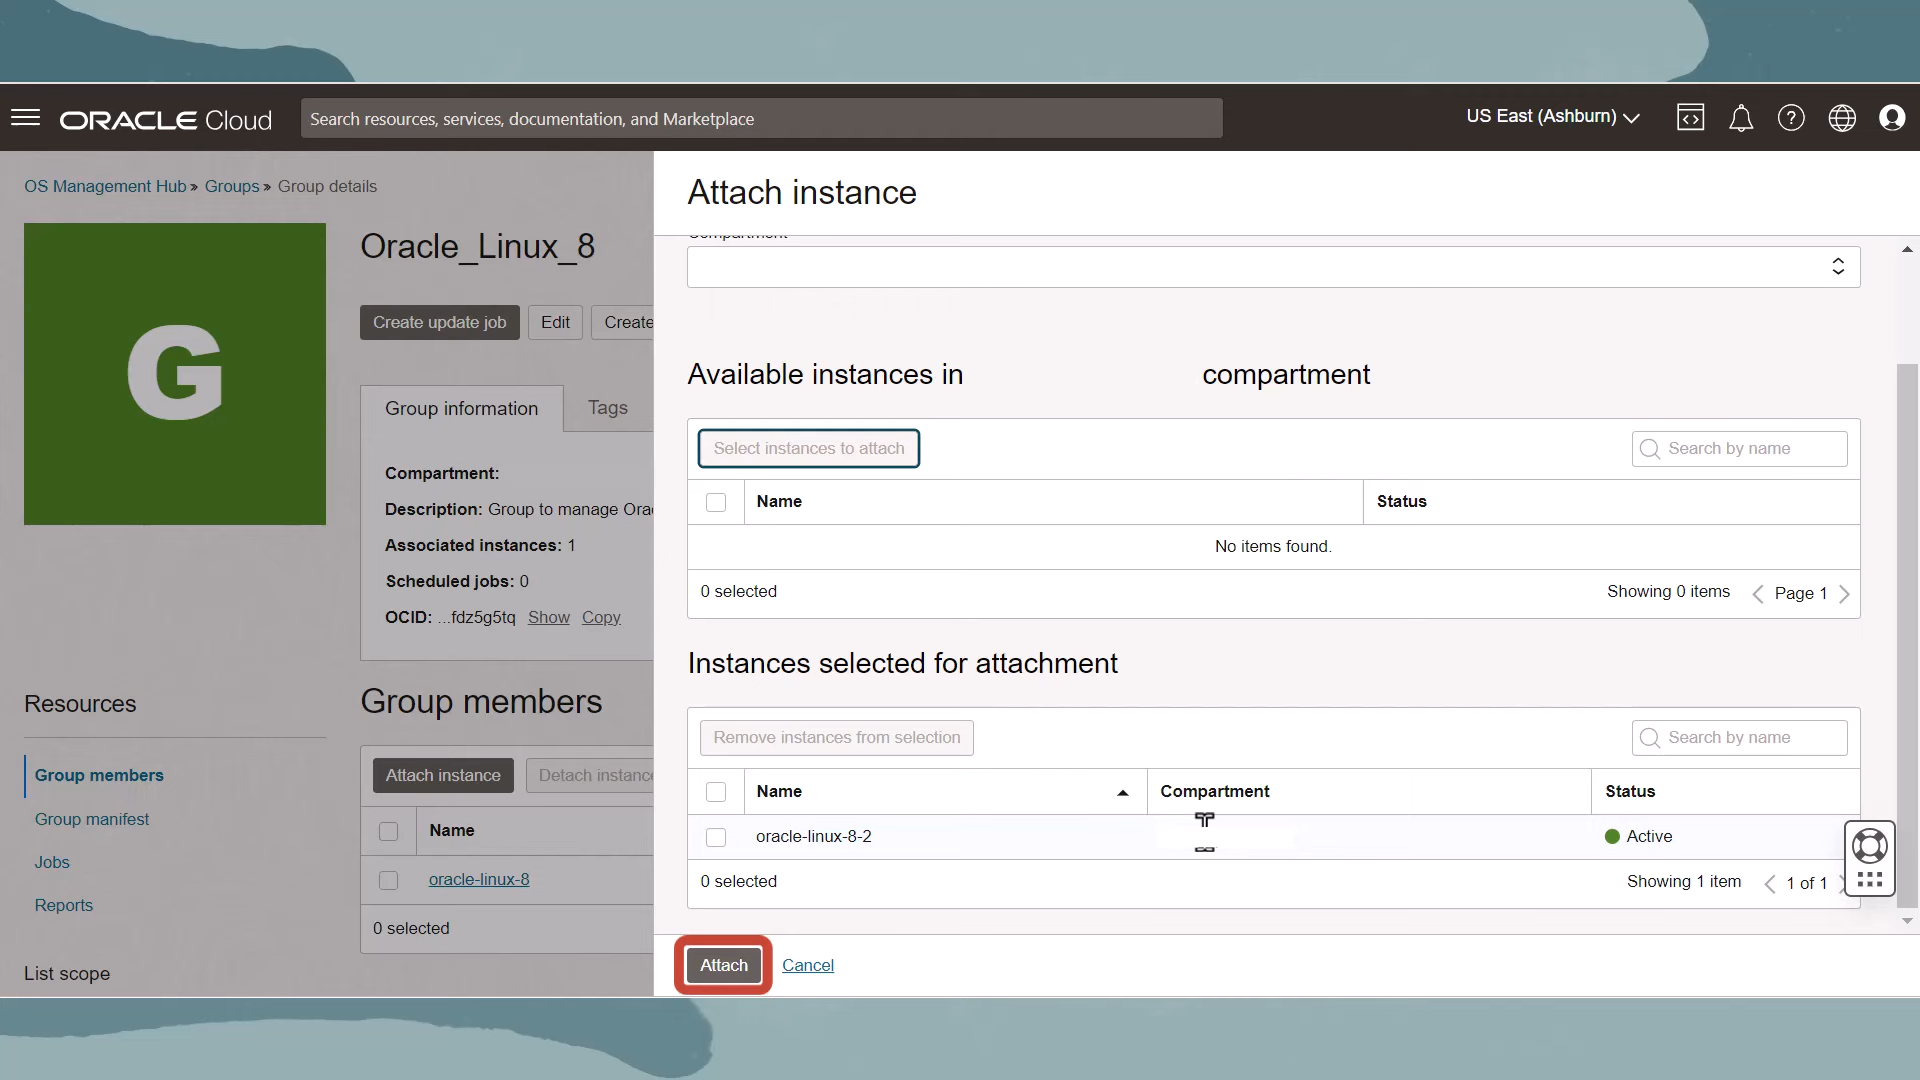 ORACLE Cloud
Search resources, services, documentation, and Marketplace
US East (Ashburn)
OS Management Hub » Groups » Group details
G
Oracle_Linux_8
Create update job
Edit
Create
Group information
Tags
Compartment:
Description: Group to manage Orac
Associated instances: 1
Scheduled jobs: 0
OCID: ...fdz5g5tq Show Copy
Resources
Group members
Group manifest
Jobs
Reports
List scope
Group members
Attach instance
Detach instance
Name
oracle-linux-8
0 selected
Attach instance
Compartment
Available instances in compartment
Select instances to attach
Search by name
Name Status
No items found.
0 selected
Showing 0 items
Page 1
Instances selected for attachment
Remove instances from selection
Search by name
Name Compartment Status
oracle-linux-8-2 Active
0 selected
Showing 1 item
1 of 1
Attach
Cancel